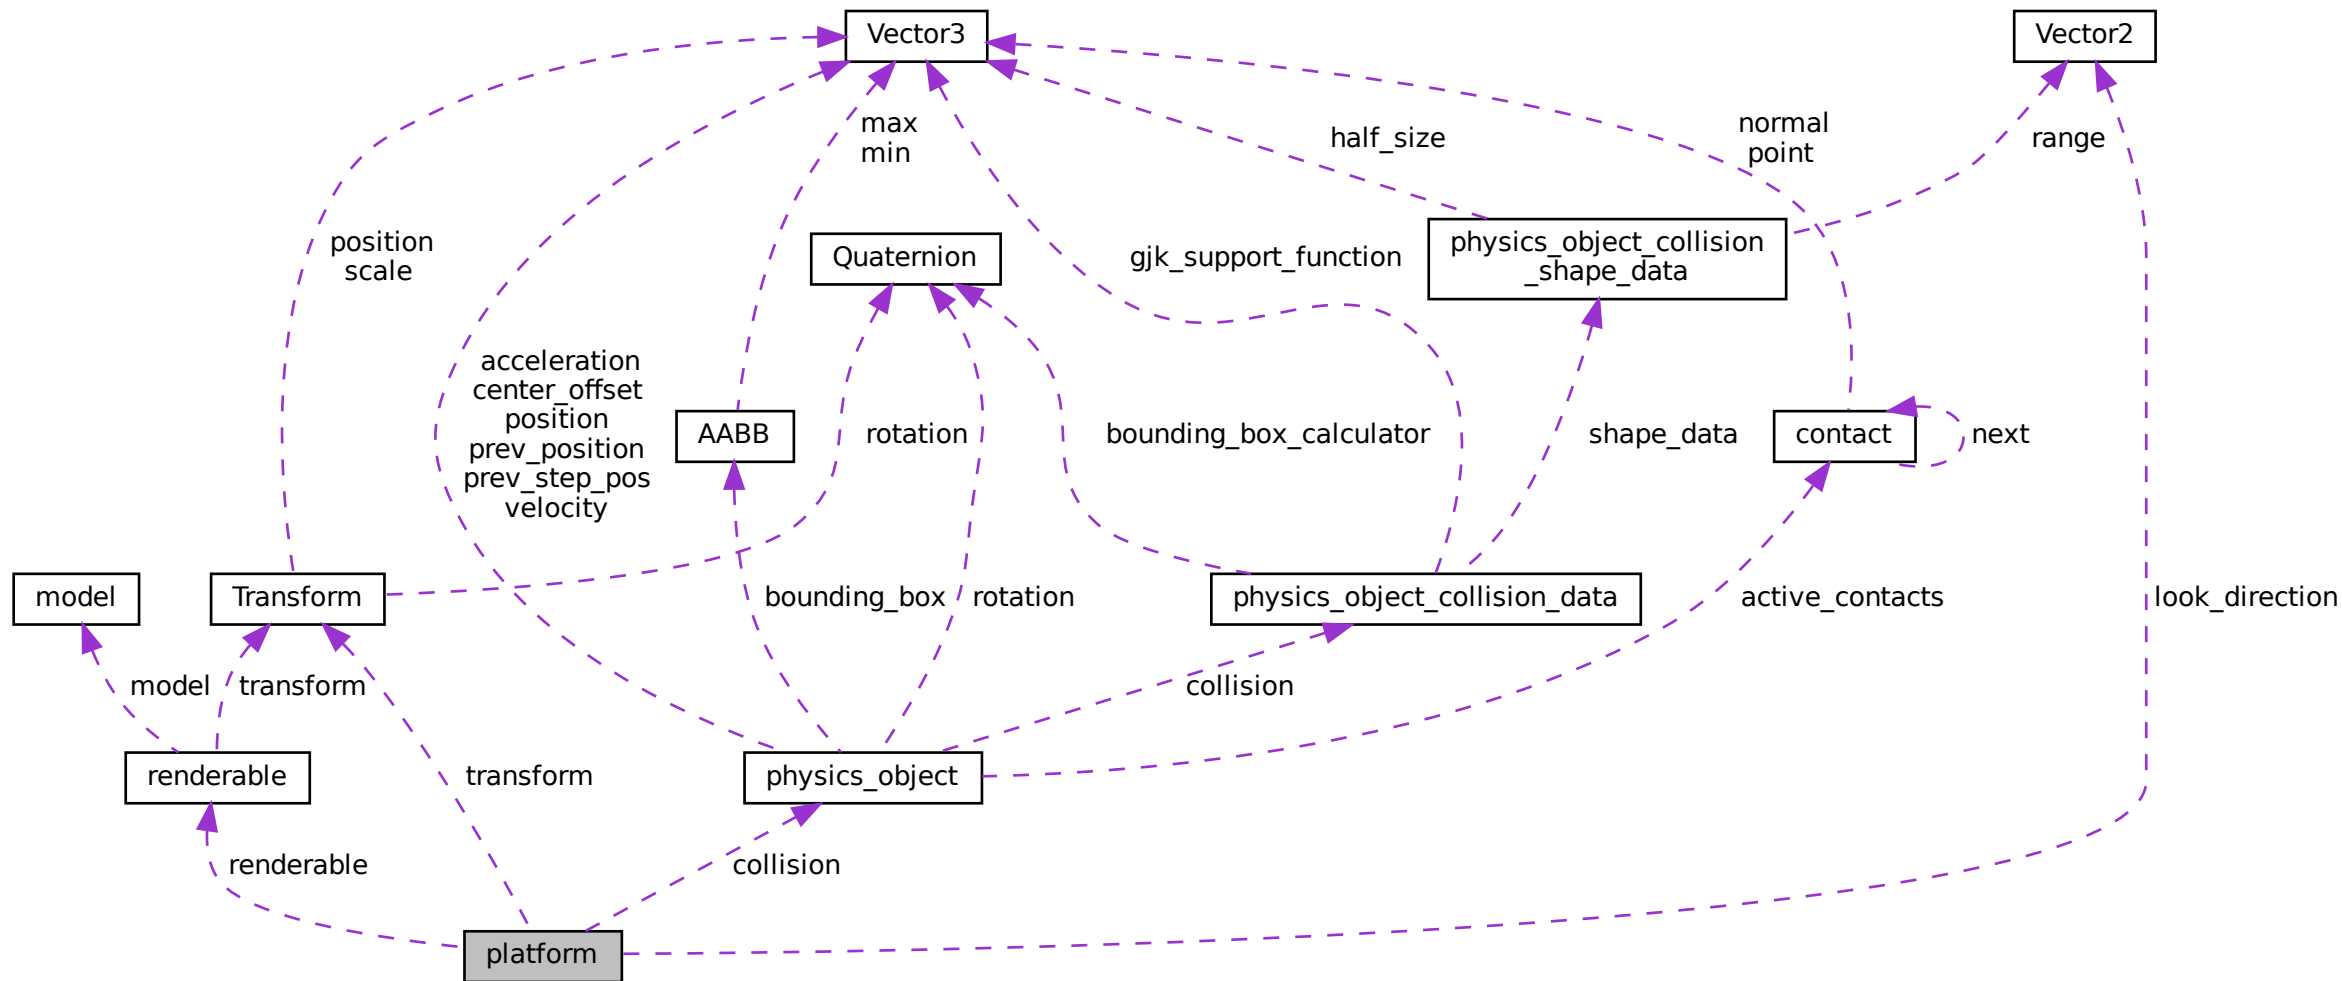 Vector3
Vector2
max
min
normal
point
half_size
range
position
scale
Quaternion
gjk_support_function
physics_object_collision
_shape_data
acceleration
center_offset
position
prev_position
prev_step_pos
velocity
AABB
rotation
bounding_box_calculator
shape_data
contact
next
model
Transform
bounding_box
rotation
physics_object_collision_data
active_contacts
look_direction
model
transform
collision
renderable
transform
physics_object
renderable
collision
platform